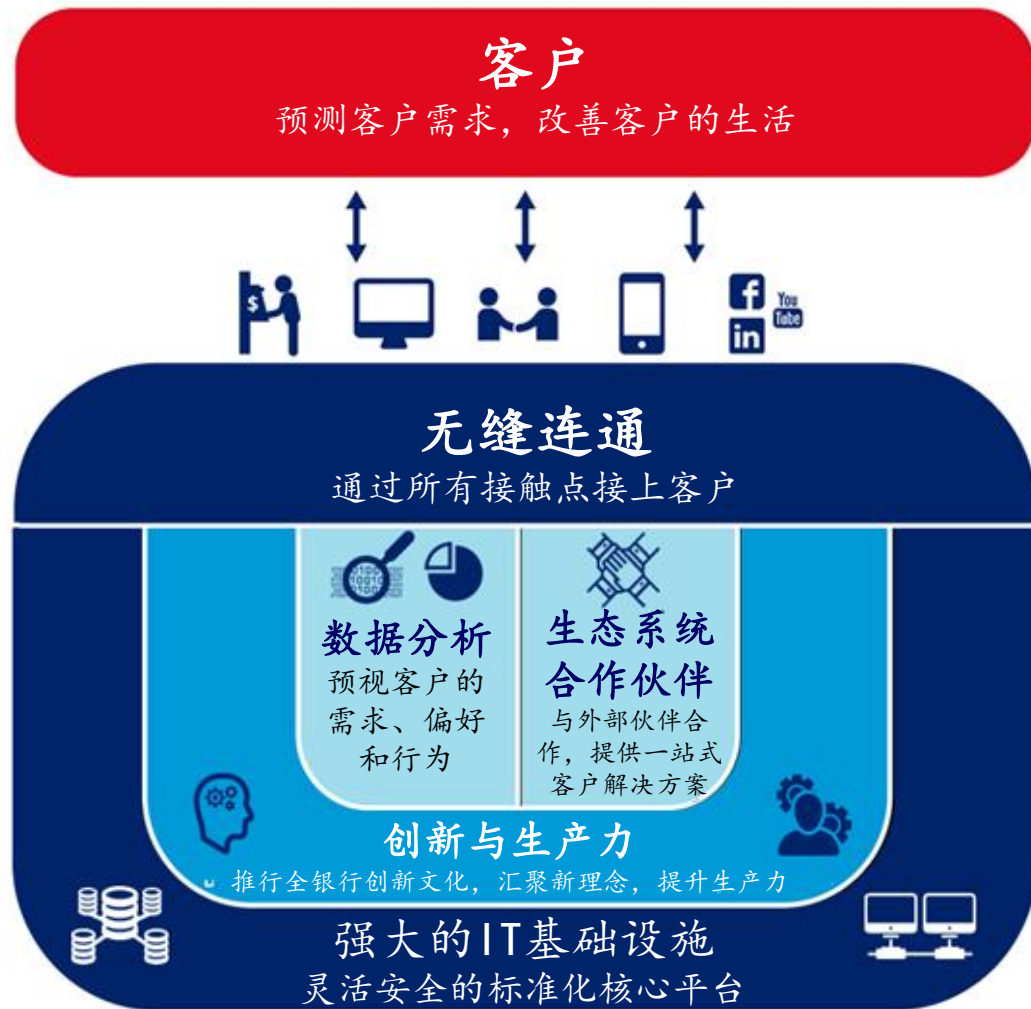 客户
预测客户需求，改善客户的生活
$
f
You
Tube
in
无缝连通
通过所有接触点接上客户
0100
10010
0100
数据分析
预视客户的
需求、偏好
和行为
生态系统
合作伙伴
与外部伙伴合
作，提供一站式
客户解决方案
创新与生产力
推行全银行创新文化，汇聚新理念，提升生产力
强大的IT基础设施
灵活安全的标准化核心平台